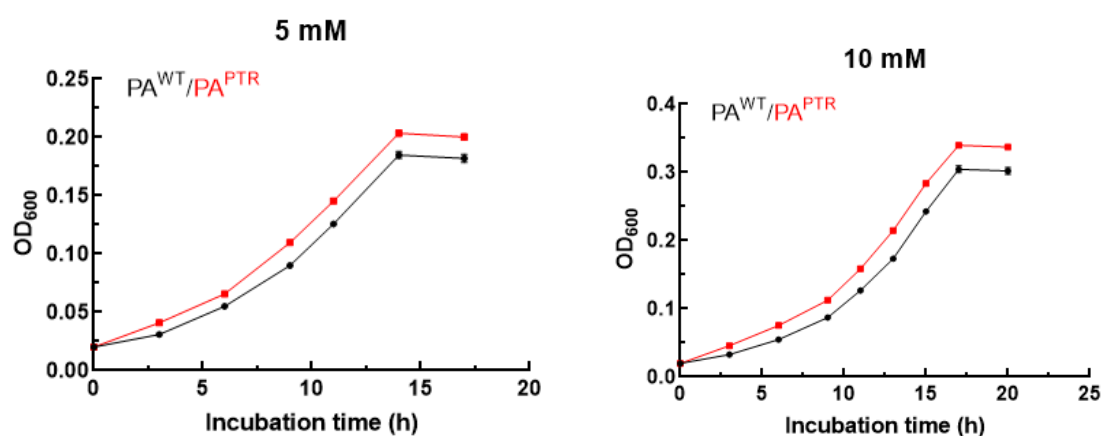 5 mM
PA^WT/PA^PTR
0.25
0.20
0.15
0.10
0.05
0.00
OD₆₀₀
0 5 10 15 20
Incubation time (h)
10 mM
PA^WT/PA^PTR
0.4
0.3
0.2
0.1
0.0
OD₆₀₀
0 5 10 15 20 25
Incubation time (h)